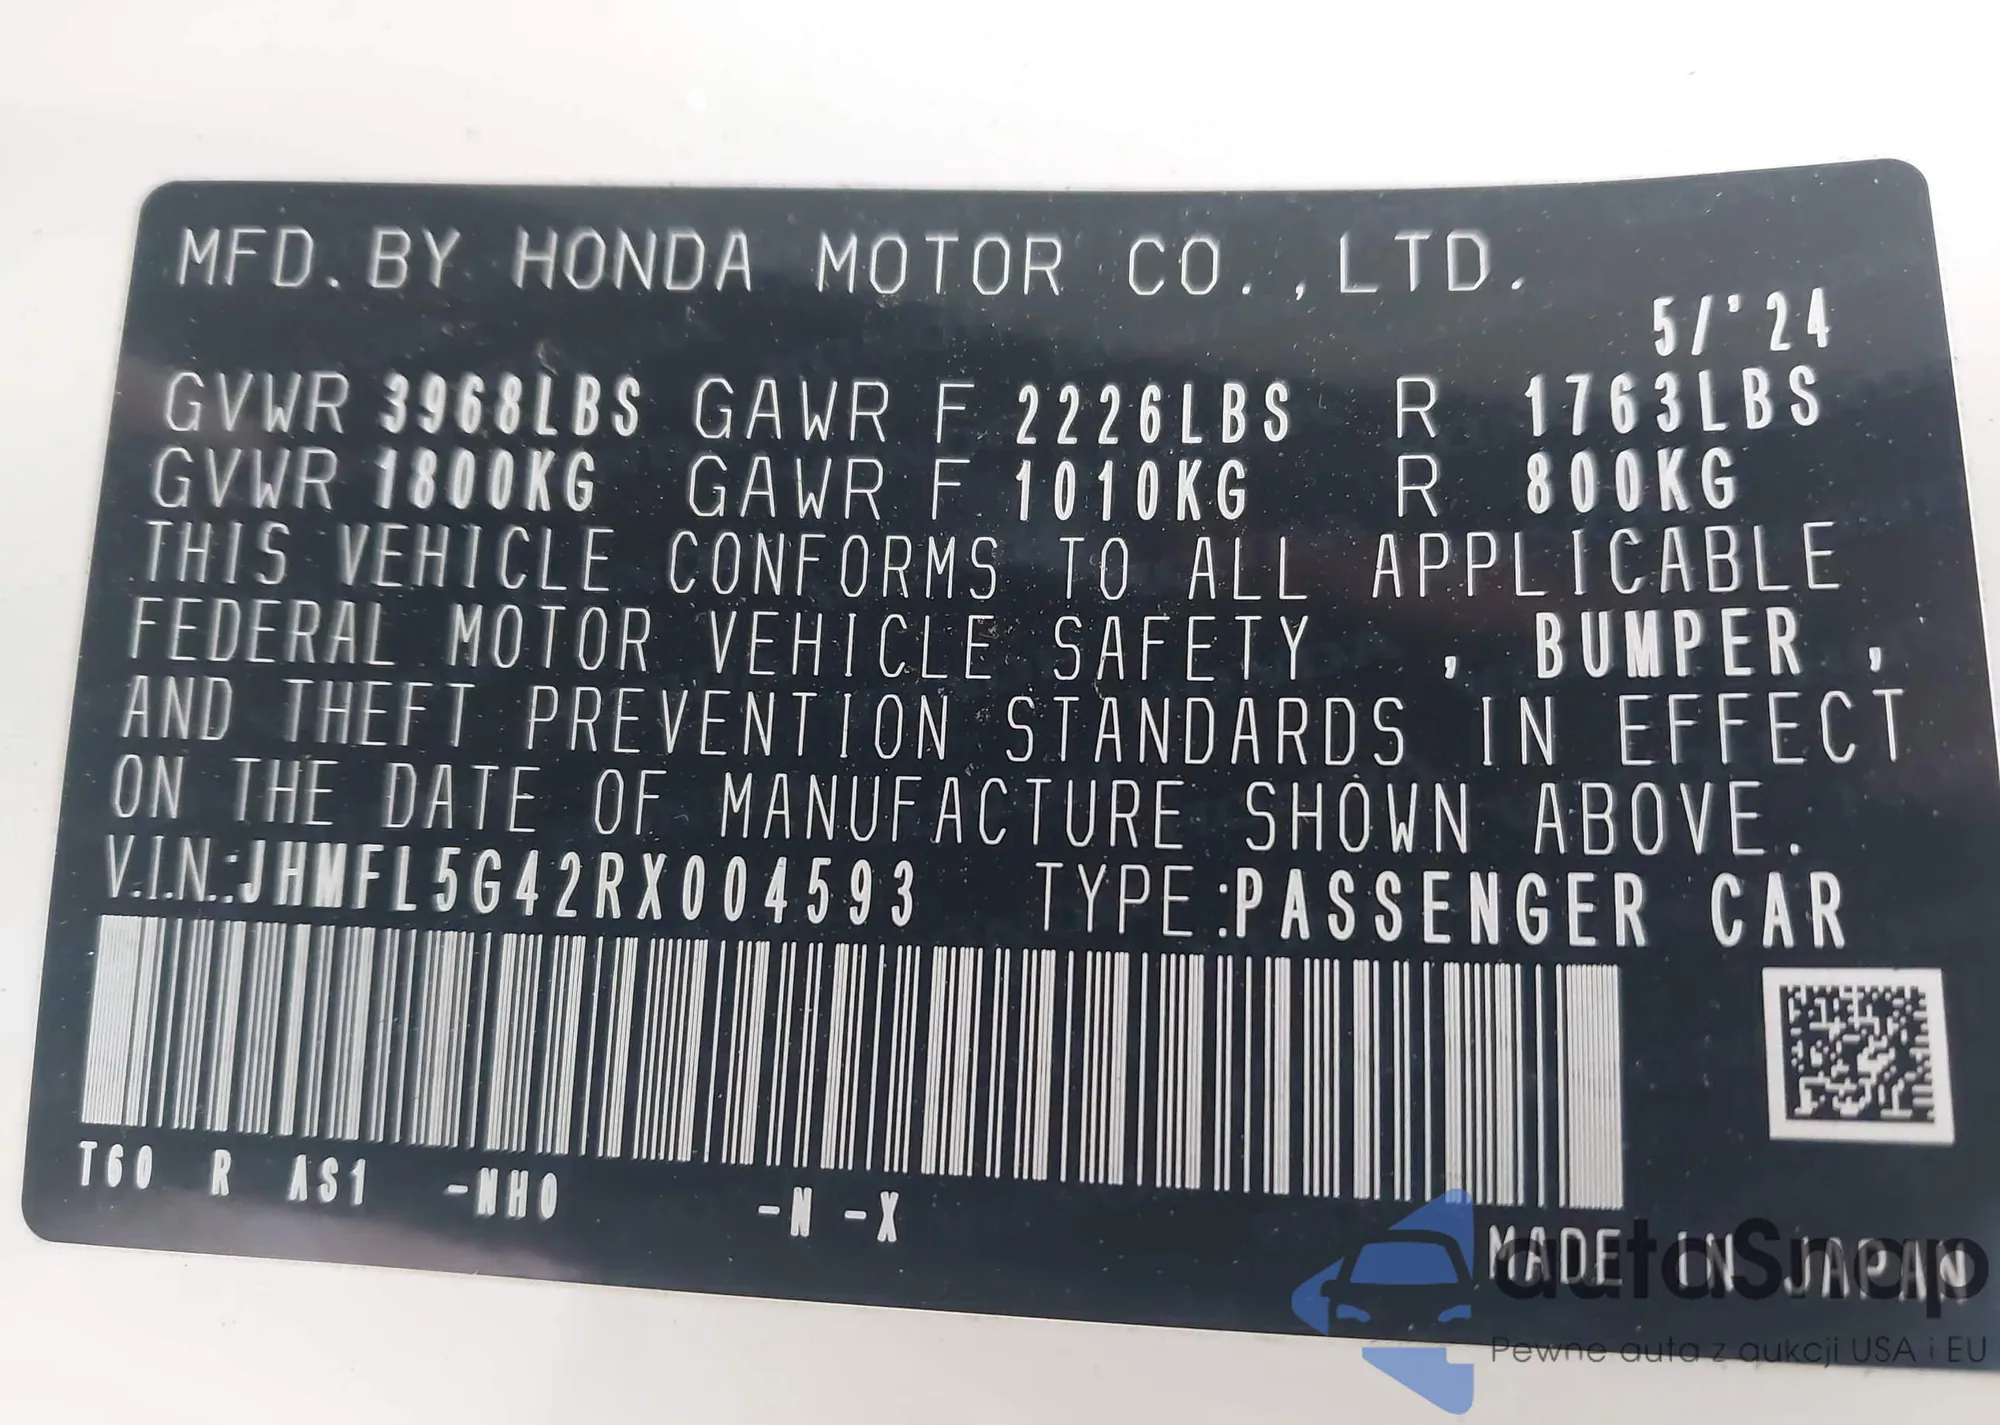 MFD. BY HONDA MOTOR CO.,LTD.
5/'24
GVWR 3968LBS GAWR F 2226LBS R 1763LBS
GVWR 1800KG GAWR F 1010KG R 800KG
THIS VEHICLE CONFORMS TO ALL APPLICABLE
FEDERAL MOTOR VEHICLE SAFETY , BUMPER ,
AND THEFT PREVENTION STANDARDS IN EFFECT
ON THE DATE OF MANUFACTURE SHOWN ABOVE.
V.I.N.:JHMFL5G42RX004593 TYPE:PASSENGER CAR
T60 R AS1 -NH0 -N -X
MADE IN JAPAN
autoSnap
Pewne auta z aukcji USA i EU